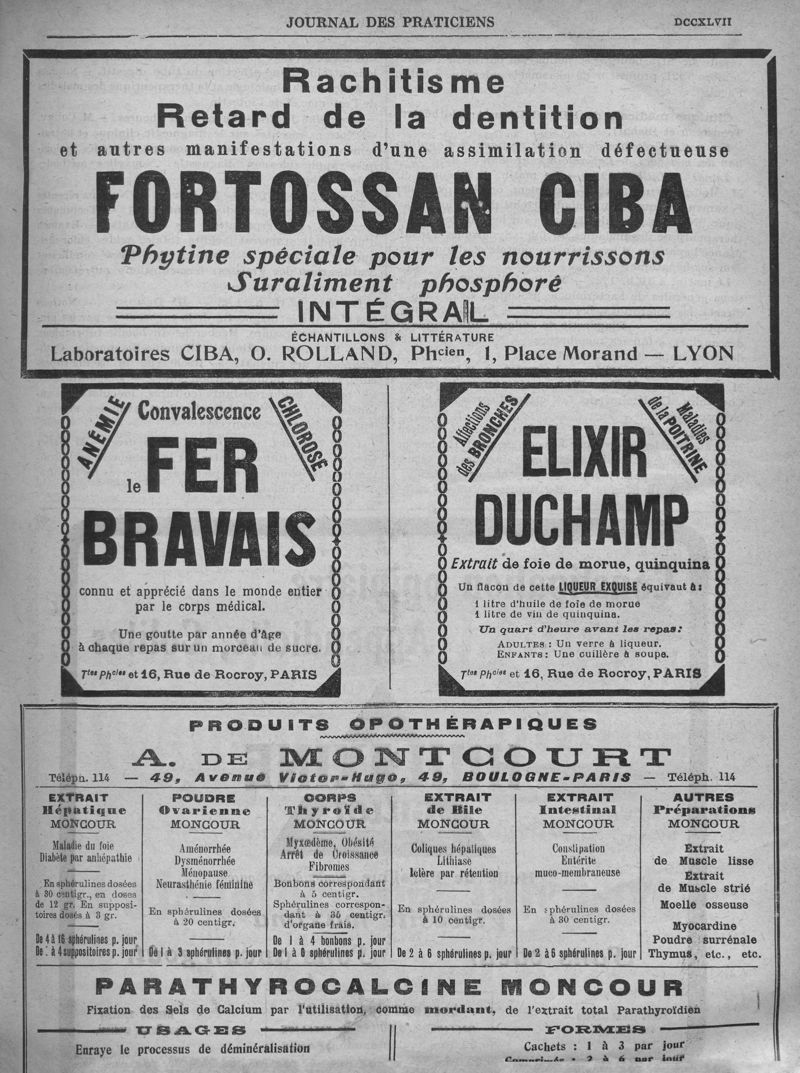 JOURNAL DES PRATICIENS
DCCXLVII
Rachitisme
Retard de la dentition
et autres manifestations d'une assimilation défectueuse
FORTOSSAN CIBA
Phytine spéciale pour les nourrissons
Suraliment phosphoré
INTÉGRAL
ÉCHANTILLONS & LITTÉRATURE
Laboratoires CIBA, O. ROLLAND, Phcien, 1, Place Morand — LYON
ANÉMIE
Convalescence
CHLOROSE
le FER
BRAVAIS
connu et apprécié dans le monde entier
par le corps médical.
Une goutte par année d'âge
à chaque repas sur un morceau de sucre.
Ttes Phcies et 16, Rue de Rocroy, PARIS
Affections
des BRONCHES
Maladies
de la POITRINE
ELIXIR
DUCHAMP
Extrait de foie de morue, quinquina
Un flacon de cette LIQUEUR EXQUISE équivaut à :
1 litre d'huile de foie de morue
1 litre de vin de quinquina.
Un quart d'heure avant les repas :
ADULTES : Un verre à liqueur.
ENFANTS : Une cuillère à soupe.
Ttes Phcies et 16, Rue de Rocroy, PARIS
PRODUITS OPOTHÉRAPIQUES
A. DE MONTCOURT
Téléph. 114 — 49, Avenue Victor-Hugo, 49, BOULOGNE-PARIS — Téléph. 114
EXTRAIT
Hépatique
MONCOUR
Maladie du foie
Diabète par anhépathie
En sphérulines dosées
à 30 centigr., en doses
de 12 gr. En supposi-
toires dosés à 3 gr.
De 4 à 16 sphérulines p. jour
De à 4 suppositoires p. jour
POUDRE
Ovarienne
MONCOUR
Aménorrhée
Dysménorrhée
Ménopause
Neurasthénie féminine
En sphérulines dosées
à 20 centigr.
De 1 à 3 sphérulines p. jour
CORPS
Thyroïde
MONCOUR
Myxœdème, Obésité
Arrêt de Croissance
Fibromes
Bonbons correspondant
à 5 centigr.
Sphérulines correspon-
dant à 35 centigr.
d'organe frais.
De 1 à 4 bonbons p. jour
De 1 à 6 sphérulines p. jour
EXTRAIT
de Bile
MONCOUR
Coliques hépaliques
Lithiase
Ictère par rétention
En sphérulines dosées
à 10 centigr.
De 2 à 6 sphérulines p. jour
EXTRAIT
Intestinal
MONCOUR
Constipation
Entérite
muco-membraneuse
En sphérulines dosées
à 30 centigr.
De 2 à 6 sphérulines p. jour
AUTRES
Préparations
MONCOUR
Extrait
de Muscle lisse
Extrait
de Muscle strié
Moelle osseuse
Myocardine
Poudre surrénale
Thymus, etc., etc.
PARATHYROCALCINE MONCOUR
Fixation des Sels de Calcium par l'utilisation, comme mordant, de l'extrait total Parathyroïdien
USAGES
Enraye le processus de déminéralisation
FORMES
Cachets : 1 à 3 par jour
Comprimés : 2 à 6 par jour